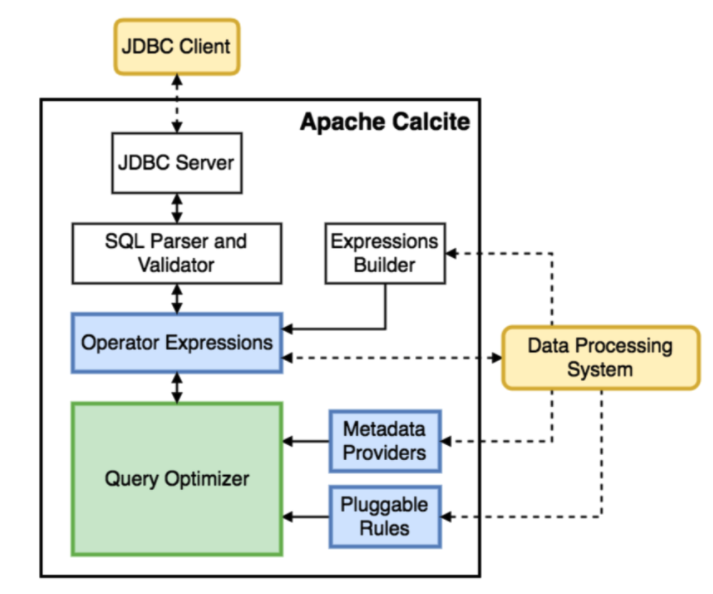 JDBC Client
Apache Calcite
JDBC Server
SQL Parser and
Validator
Expressions
Builder
Operator Expressions
Data Processing
System
Metadata
Providers
Query Optimizer
Pluggable
Rules